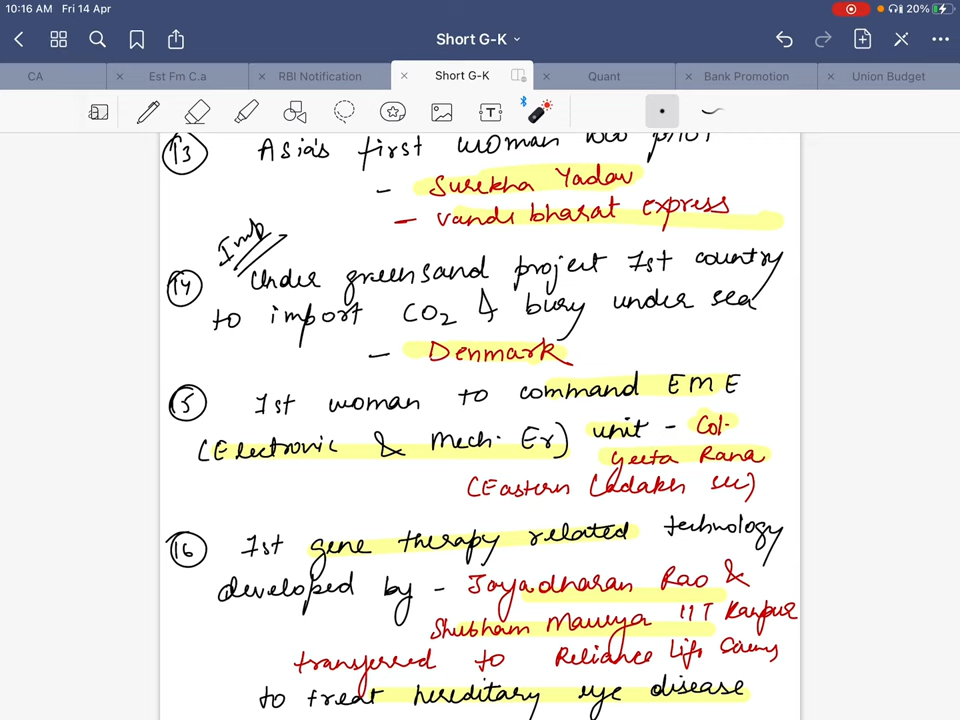 10:16 AM Fri 14 Apr
20%
Short G-K
CA
× Est Fm C.a
× RBI Notification
× Short G-K
× Quant
× Bank Promotion
× Union Budget
T
13 Asia's first woman loco pilot
- Surekha Yadav
- Vande bharat express
Imp
14 Under greensand project 1st country
to import CO2 & bury under sea
- Denmark
15 1st woman to command EME
(Electronic & Mech. Er) unit - Col.
Geeta Rana
(Eastern Ladakh sec)
16 1st gene therapy related technology
developed by - Jayadharan Rao &
Shubham Maurya IIT Kanpur
transferred to Reliance Life
to treat hereditary eye disease